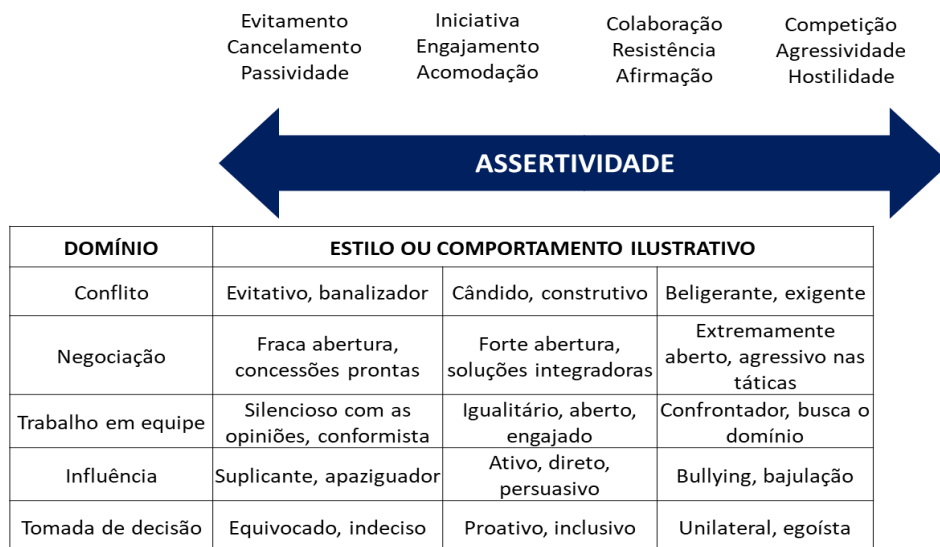 Evitamento
Cancelamento
Passividade
Iniciativa
Engajamento
Acomodação
Colaboração
Resistência
Afirmação
Competição
Agressividade
Hostilidade
ASSERTIVIDADE
DOMÍNIO
ESTILO OU COMPORTAMENTO ILUSTRATIVO
Conflito
Evitativo, banalizador
Cândido, construtivo
Beligerante, exigente
Negociação
Fraca abertura,
concessões prontas
Forte abertura,
soluções integradoras
Extremamente
aberto, agressivo nas
táticas
Trabalho em equipe
Silencioso com as
opiniões, conformista
Igualitário, aberto,
engajado
Confrontador, busca o
domínio
Influência
Suplicante, apaziguador
Ativo, direto,
persuasivo
Bullying, bajulação
Tomada de decisão
Equivocado, indeciso
Proativo, inclusivo
Unilateral, egoísta